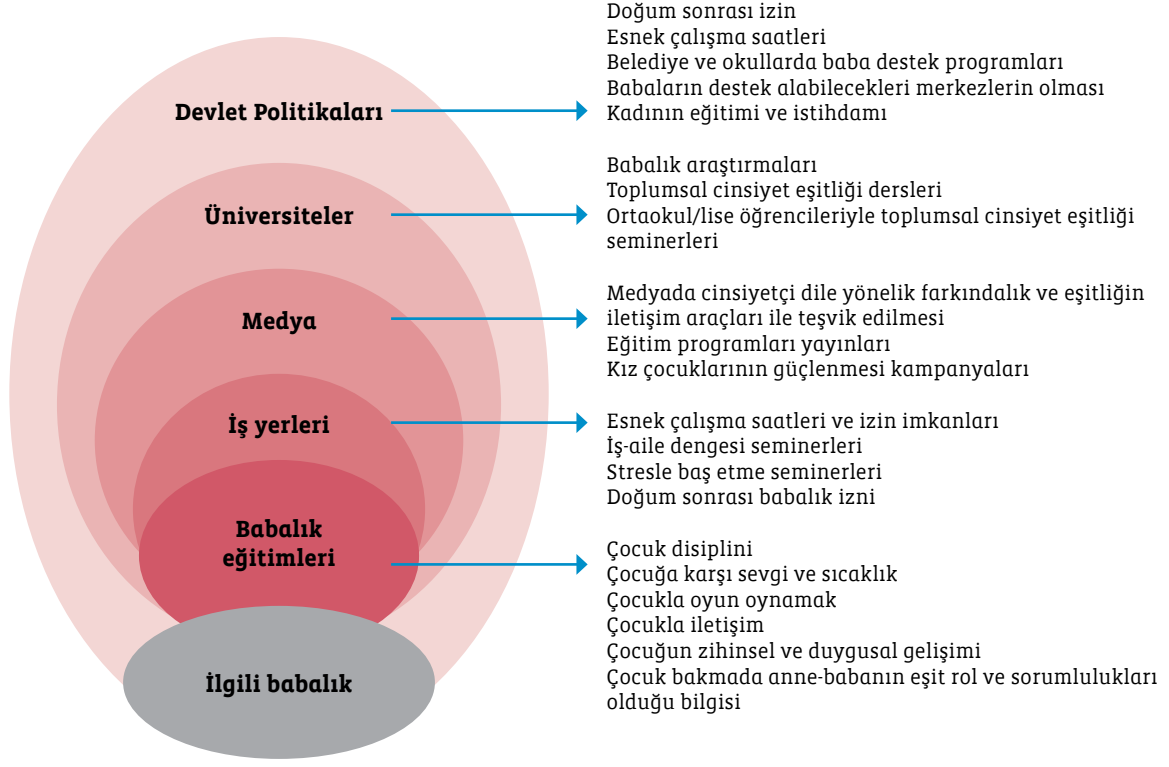 Doğum sonrası izin
Esnek çalışma saatleri
Belediye ve okullarda baba destek programları
Babaların destek alabilecekleri merkezlerin olması
Kadının eğitimi ve istihdamı
Devlet Politikaları
Babalık araştırmaları
Toplumsal cinsiyet eşitliği dersleri
Ortaokul/lise öğrencileriyle toplumsal cinsiyet eşitliği
seminerleri
Üniversiteler
Medyada cinsiyetçi dile yönelik farkındalık ve eşitliğin
iletişim araçları ile teşvik edilmesi
Eğitim programları yayınları
Kız çocuklarının güçlenmesi kampanyaları
Medya
Esnek çalışma saatleri ve izin imkanları
İş-aile dengesi seminerleri
Stresle baş etme seminerleri
Doğum sonrası babalık izni
İş yerleri
Babalık
eğitimleri
Çocuk disiplini
Çocuğa karşı sevgi ve sıcaklık
Çocukla oyun oynamak
Çocukla iletişim
Çocuğun zihinsel ve duygusal gelişimi
Çocuk bakmada anne-babanın eşit rol ve sorumlulukları
olduğu bilgisi
İlgili babalık